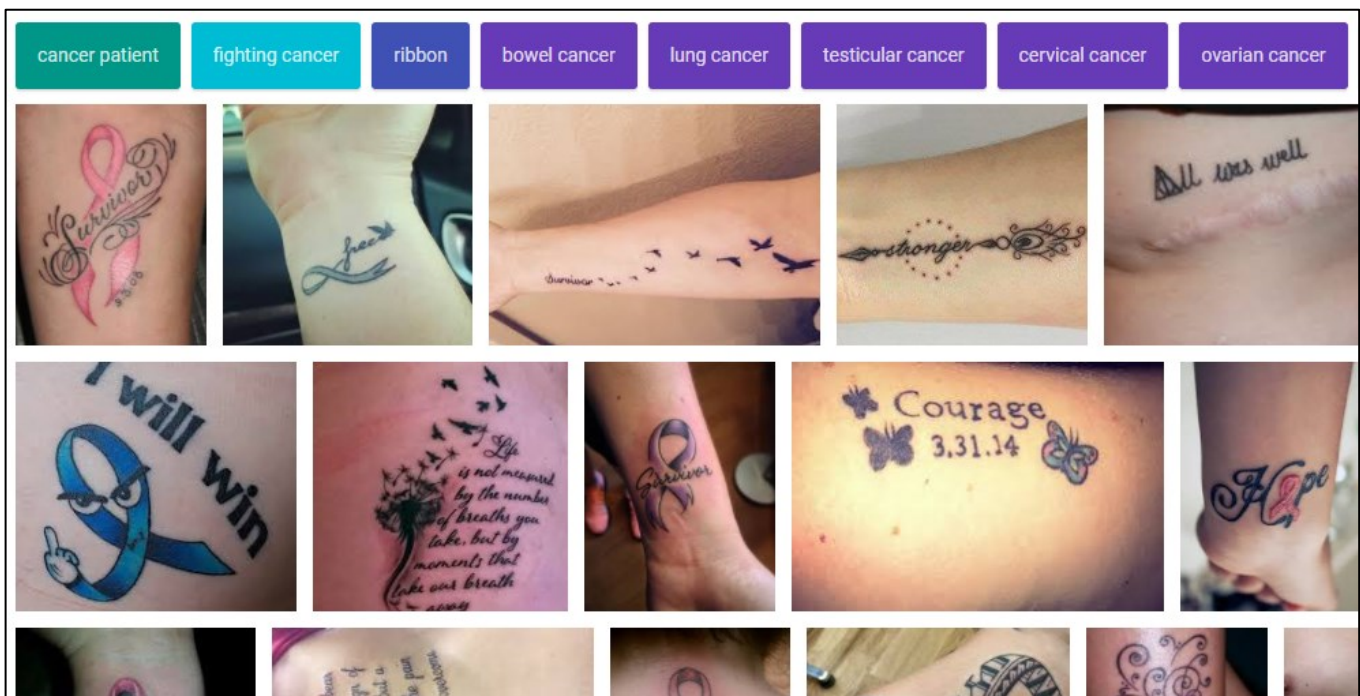 cancer patient
fighting cancer
ribbon
bowel cancer
lung cancer
testicular cancer
cervical cancer
ovarian cancer
Survivor
free
Survivor
stronger
All was well
I will win
Life
is not measured
by the number
of breaths you
take, but by
moments that
take our breath
away
Survivor
Courage
3.31.14
Hope